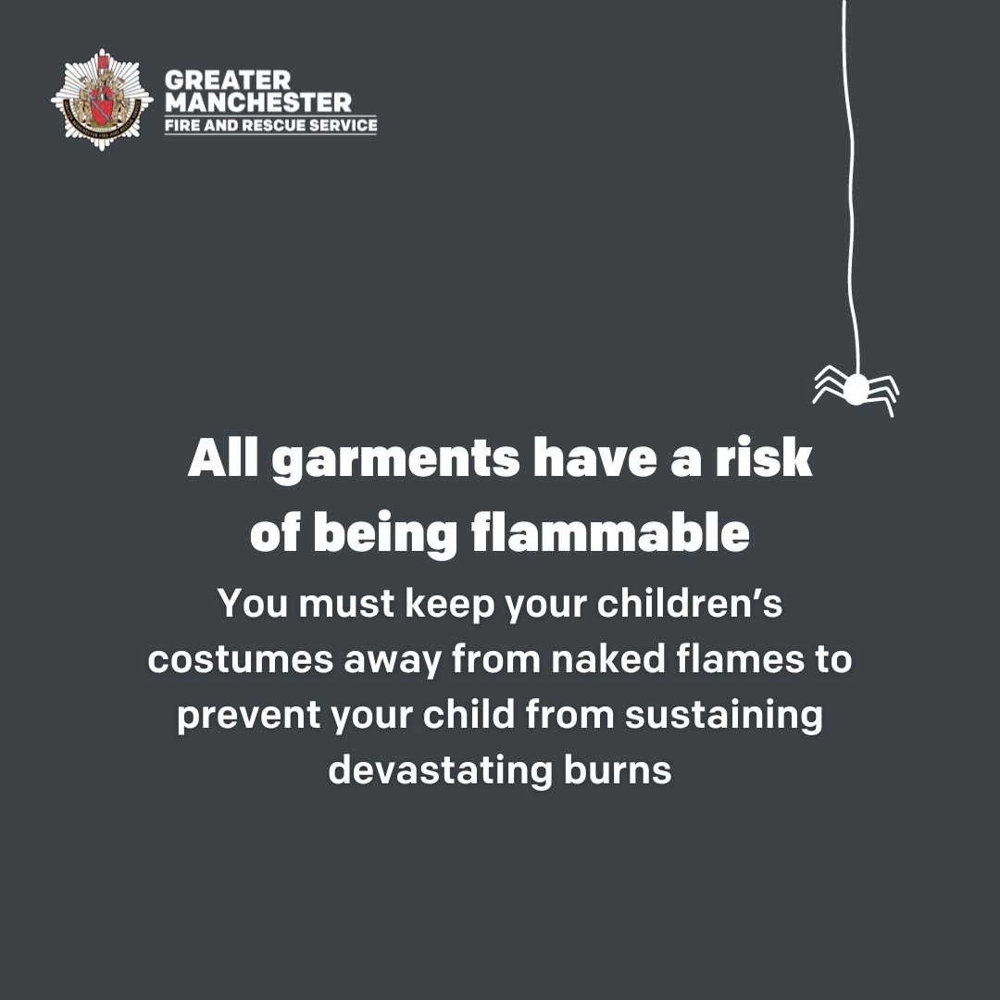 GREATER
MANCHESTER
FIRE AND RESCUE SERVICE
All garments have a risk
of being flammable
You must keep your children’s
costumes away from naked flames to
prevent your child from sustaining
devastating burns